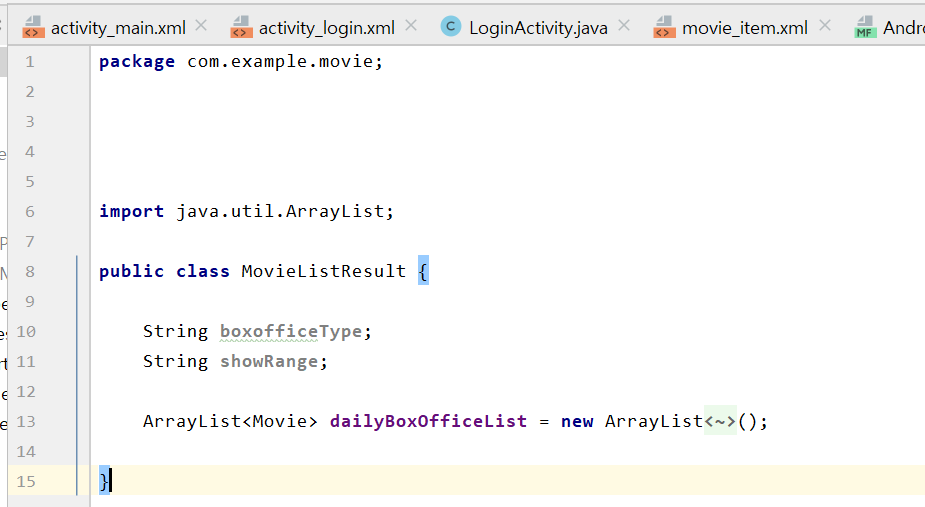 activity_main.xml activity_login.xml C LoginActivity.java movie_item.xml MF Andro
1 package com.example.movie;
2
3
4
5
6 import java.util.ArrayList;
7
8 public class MovieListResult {
9
10 String boxofficeType;
11 String showRange;
12
13 ArrayList<Movie> dailyBoxOfficeList = new ArrayList<~>();
14
15 }